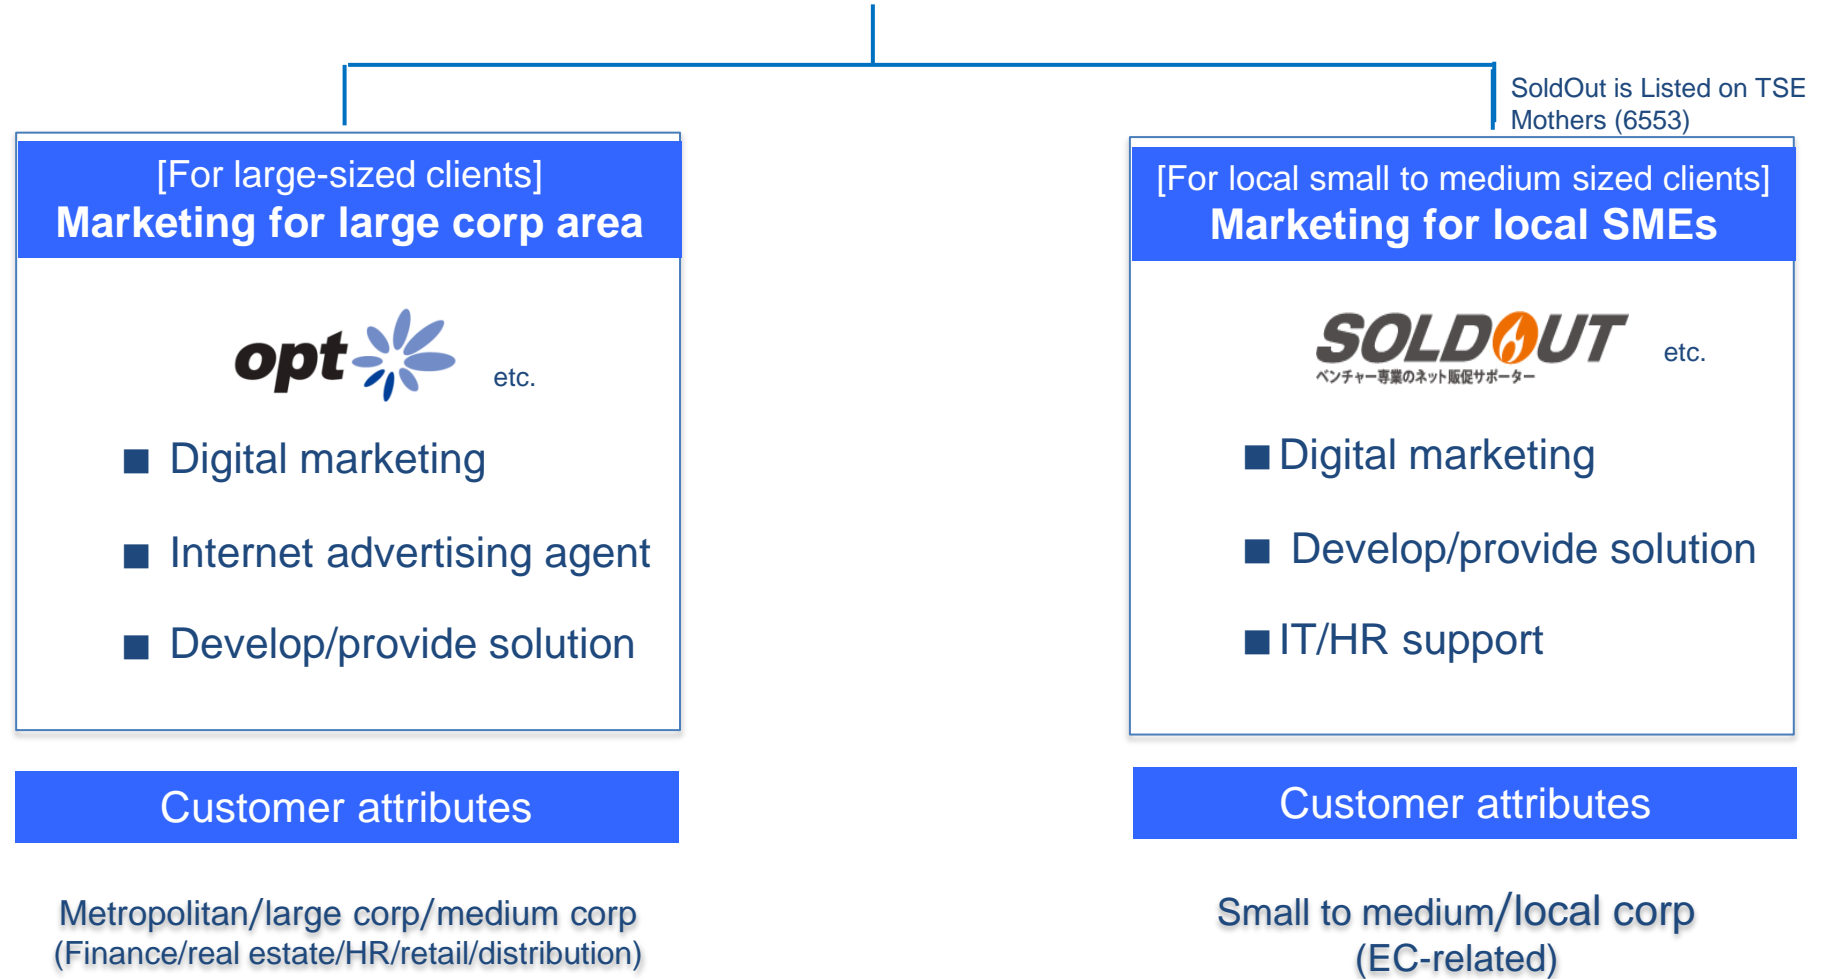 SoldOut is Listed on TSE
Mothers (6553)
[For large-sized clients]
Marketing for large corp area
opt
etc.
■ Digital marketing
■ Internet advertising agent
■ Develop/provide solution
Customer attributes
Metropolitan/large corp/medium corp
(Finance/real estate/HR/retail/distribution)
[For local small to medium sized clients]
Marketing for local SMEs
SOLDOUT
ベンチャー専業のネット販促サポーター
etc.
■ Digital marketing
■ Develop/provide solution
■ IT/HR support
Customer attributes
Small to medium/local corp
(EC-related)